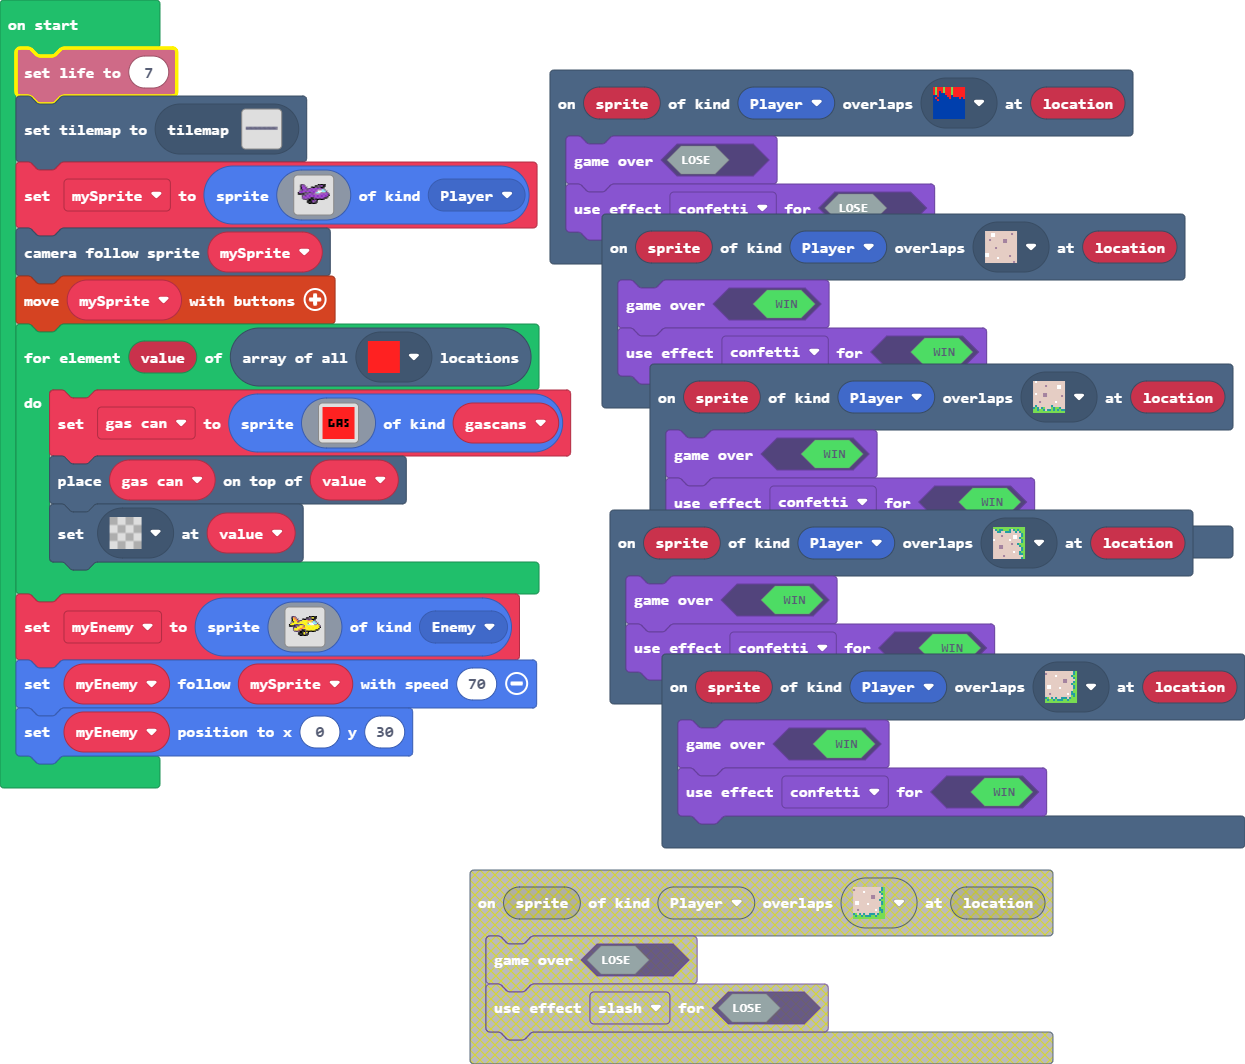 on start
set life to 7
set tilemap to tilemap
set mySprite to sprite of kind Player
camera follow sprite mySprite
move mySprite with buttons
for element value of array of all locations
do
set gas can to sprite GAS of kind gascans
place gas can on top of value
set at value
set myEnemy to sprite of kind Enemy
set myEnemy follow mySprite with speed 70
set myEnemy position to x 0 y 30
on sprite of kind Player overlaps at location
game over LOSE
use effect confetti for LOSE
on sprite of kind Player overlaps at location
game over WIN
use effect confetti for WIN
on sprite of kind Player overlaps at location
game over WIN
use effect confetti for WIN
on sprite of kind Player overlaps at location
game over WIN
use effect confetti for WIN
on sprite of kind Player overlaps at location
game over WIN
use effect confetti for WIN
on sprite of kind Player overlaps at location
game over LOSE
use effect slash for LOSE